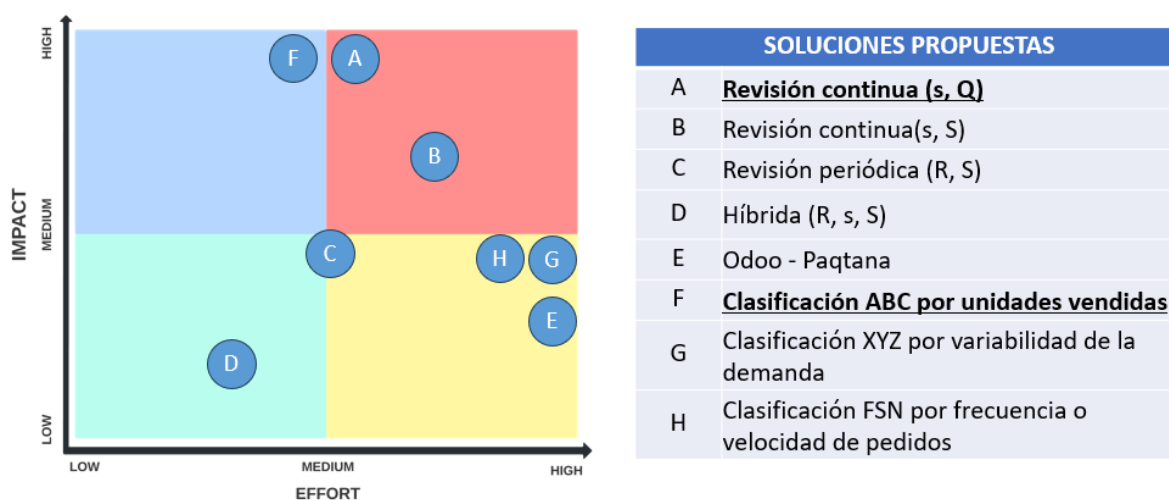 HIGH
MEDIUM
LOW
IMPACT
F
A
B
C
H
G
E
D
LOW
MEDIUM
HIGH
EFFORT
SOLUCIONES PROPUESTAS
A Revisión continua (s, Q)
B Revisión continua(s, S)
C Revisión periódica (R, S)
D Híbrida (R, s, S)
E Odoo - Paqtana
F Clasificación ABC por unidades vendidas
G Clasificación XYZ por variabilidad de la
demanda
H Clasificación FSN por frecuencia o
velocidad de pedidos